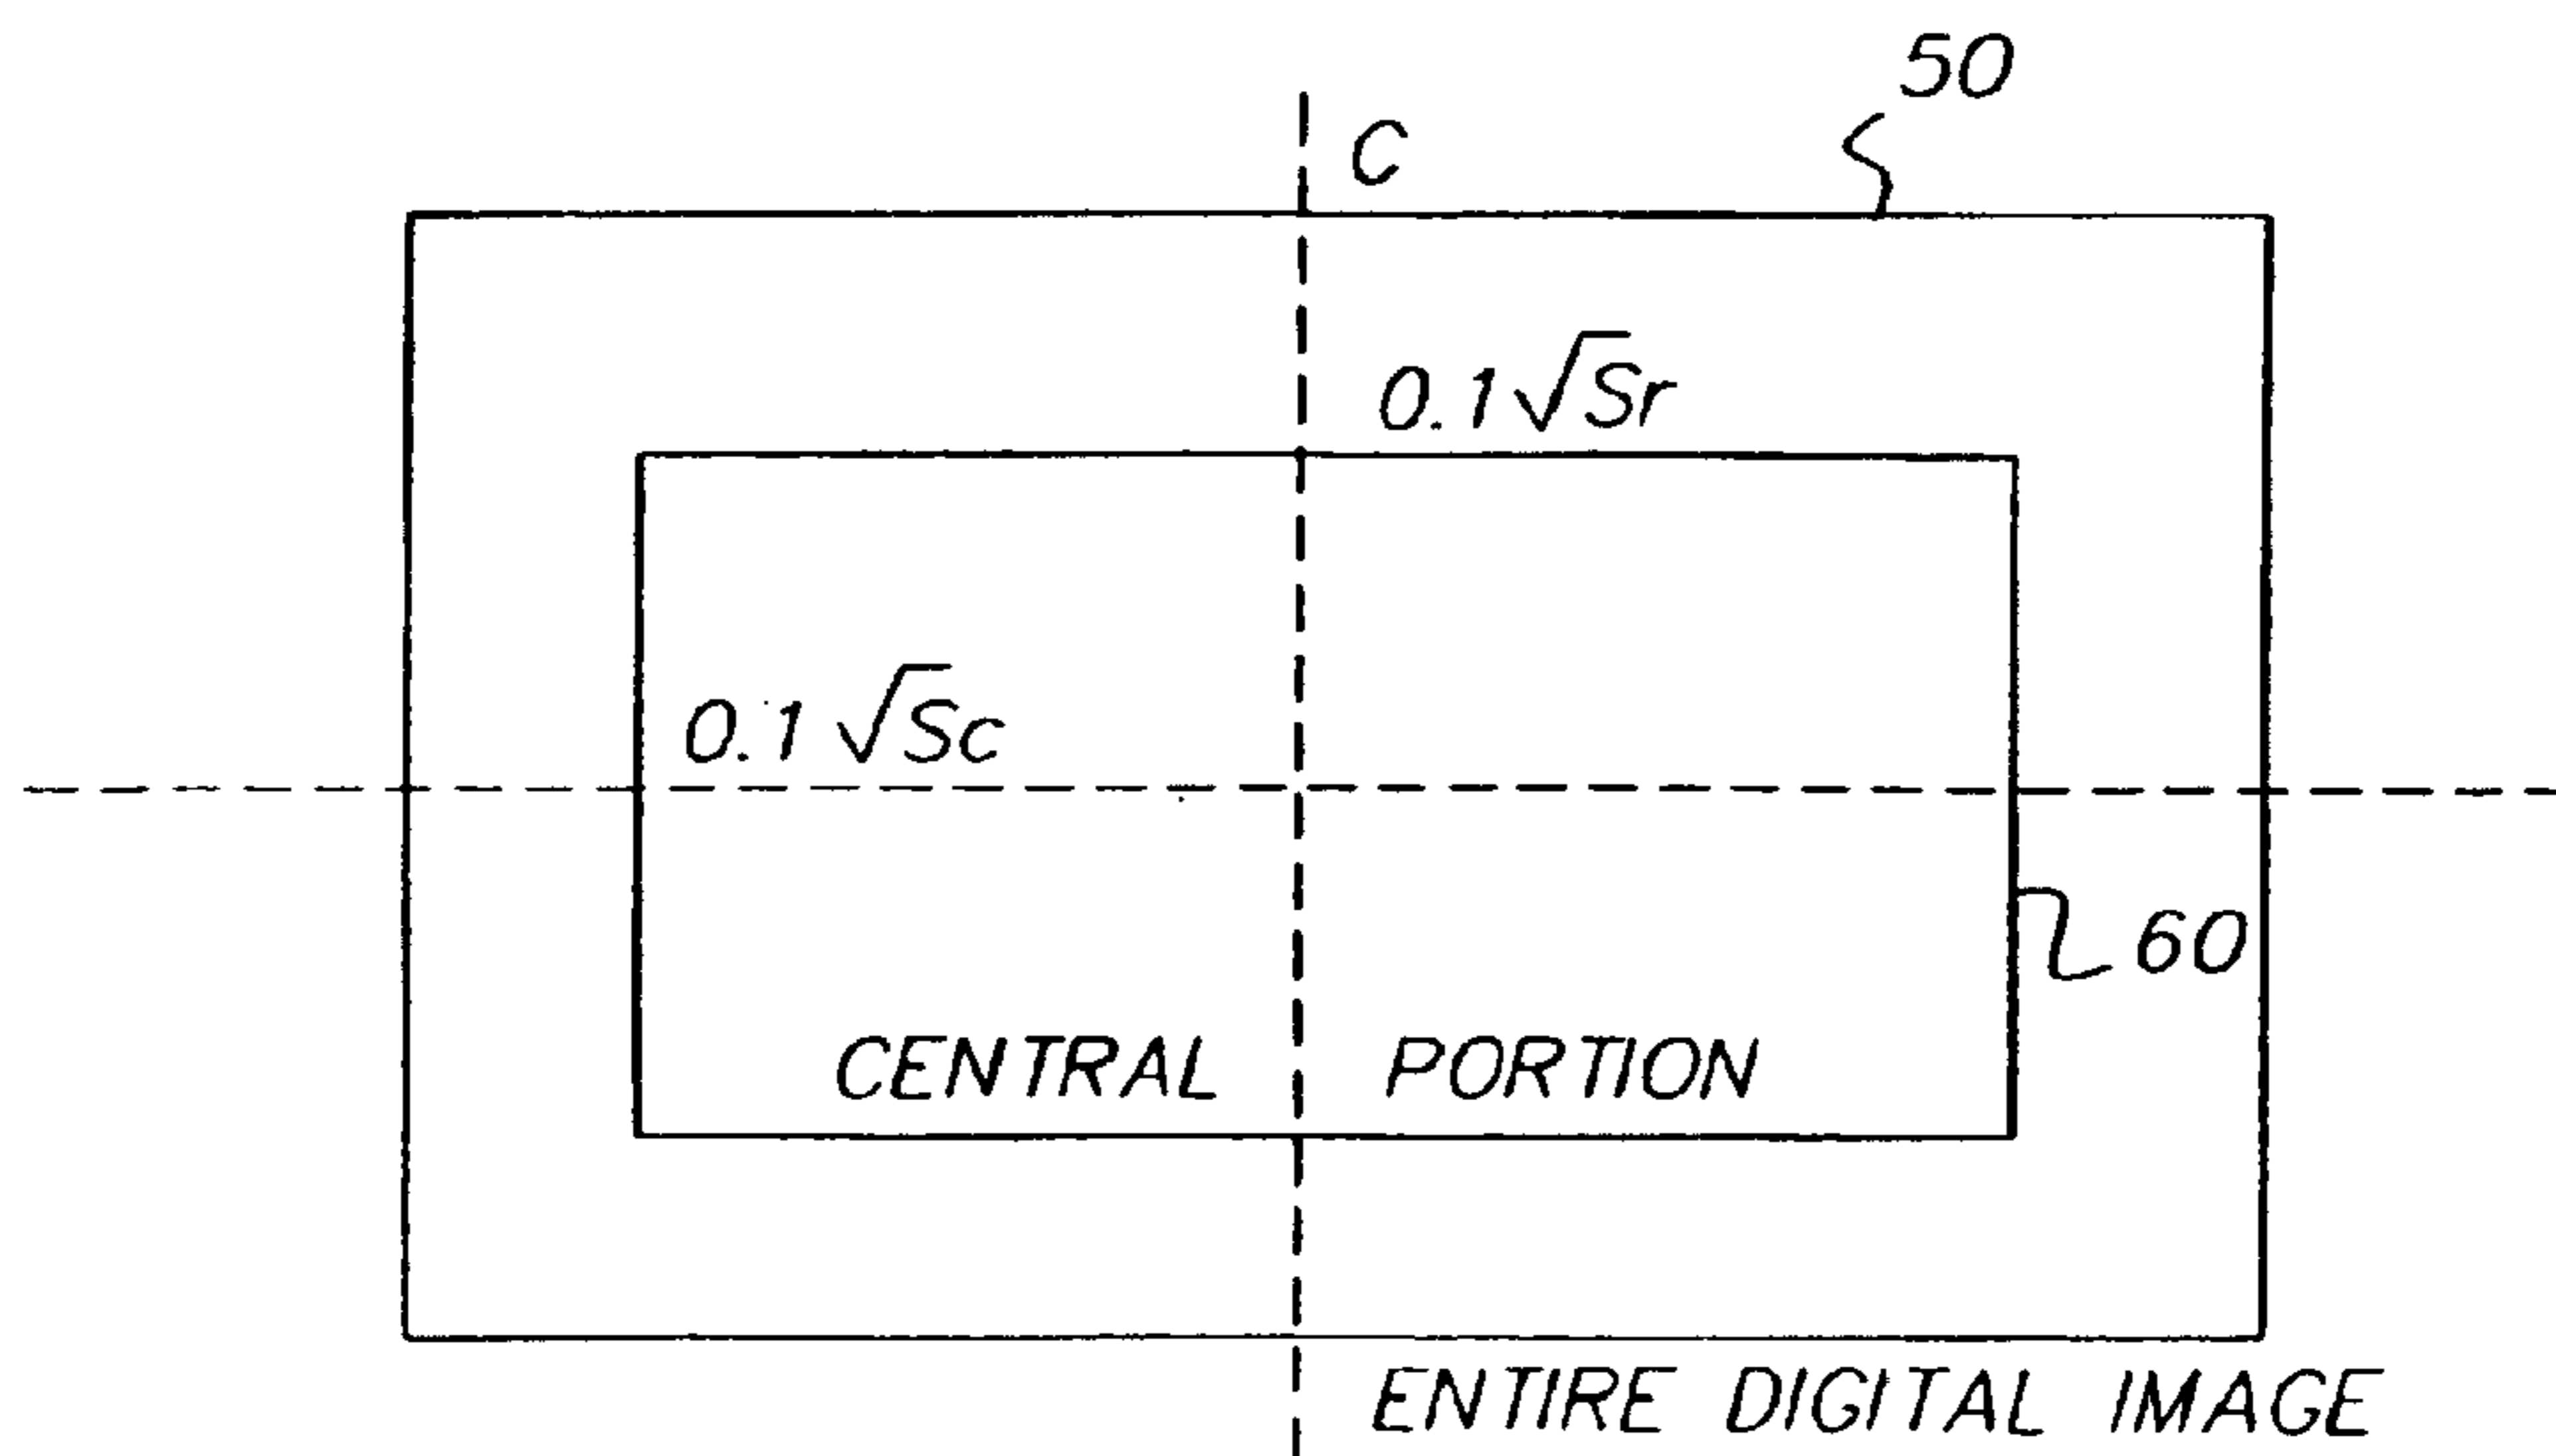 50
C
0.1√Sr
0.1√Sc
60
CENTRAL PORTION
ENTIRE DIGITAL IMAGE